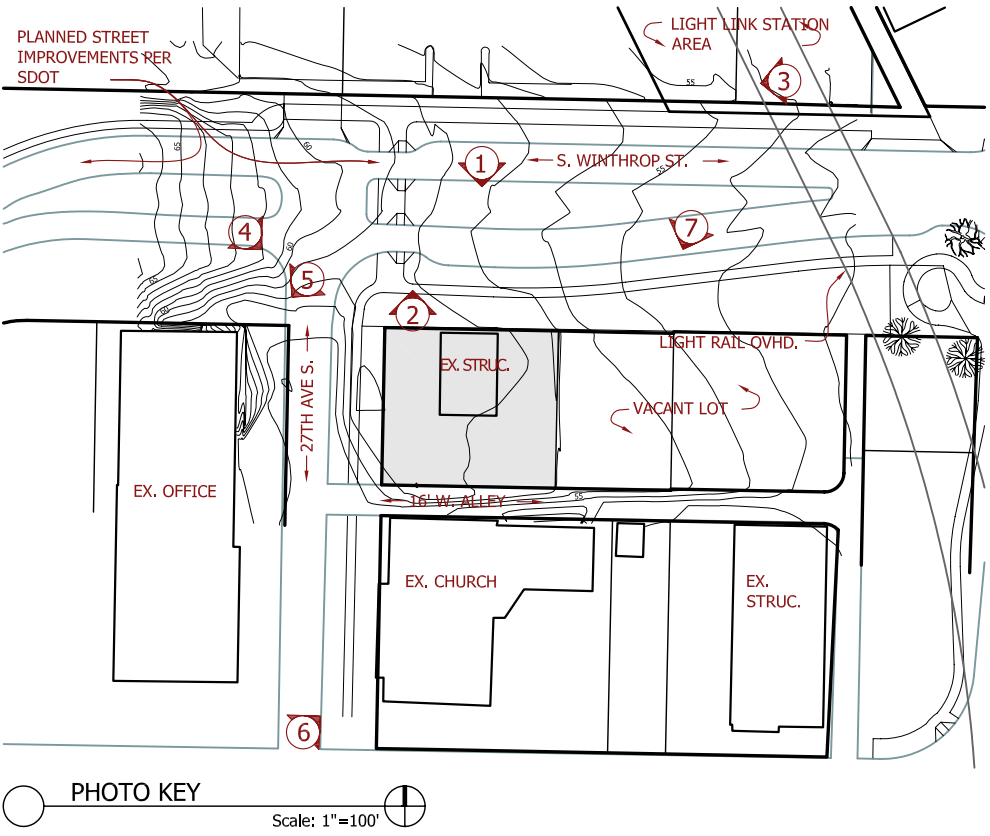 PLANNED STREET
IMPROVEMENTS PER
SDOT
LIGHT LINK STATION
AREA
55
3
65
60
1
S. WINTHROP ST.
55
4
7
60
5
2
60
LIGHT RAIL OVHD.
EX. STRUC.
27TH AVE S.
VACANT LOT
EX. OFFICE
16' W. ALLEY
55
EX. CHURCH
EX.
STRUC.
6
PHOTO KEY
Scale: 1"=100'